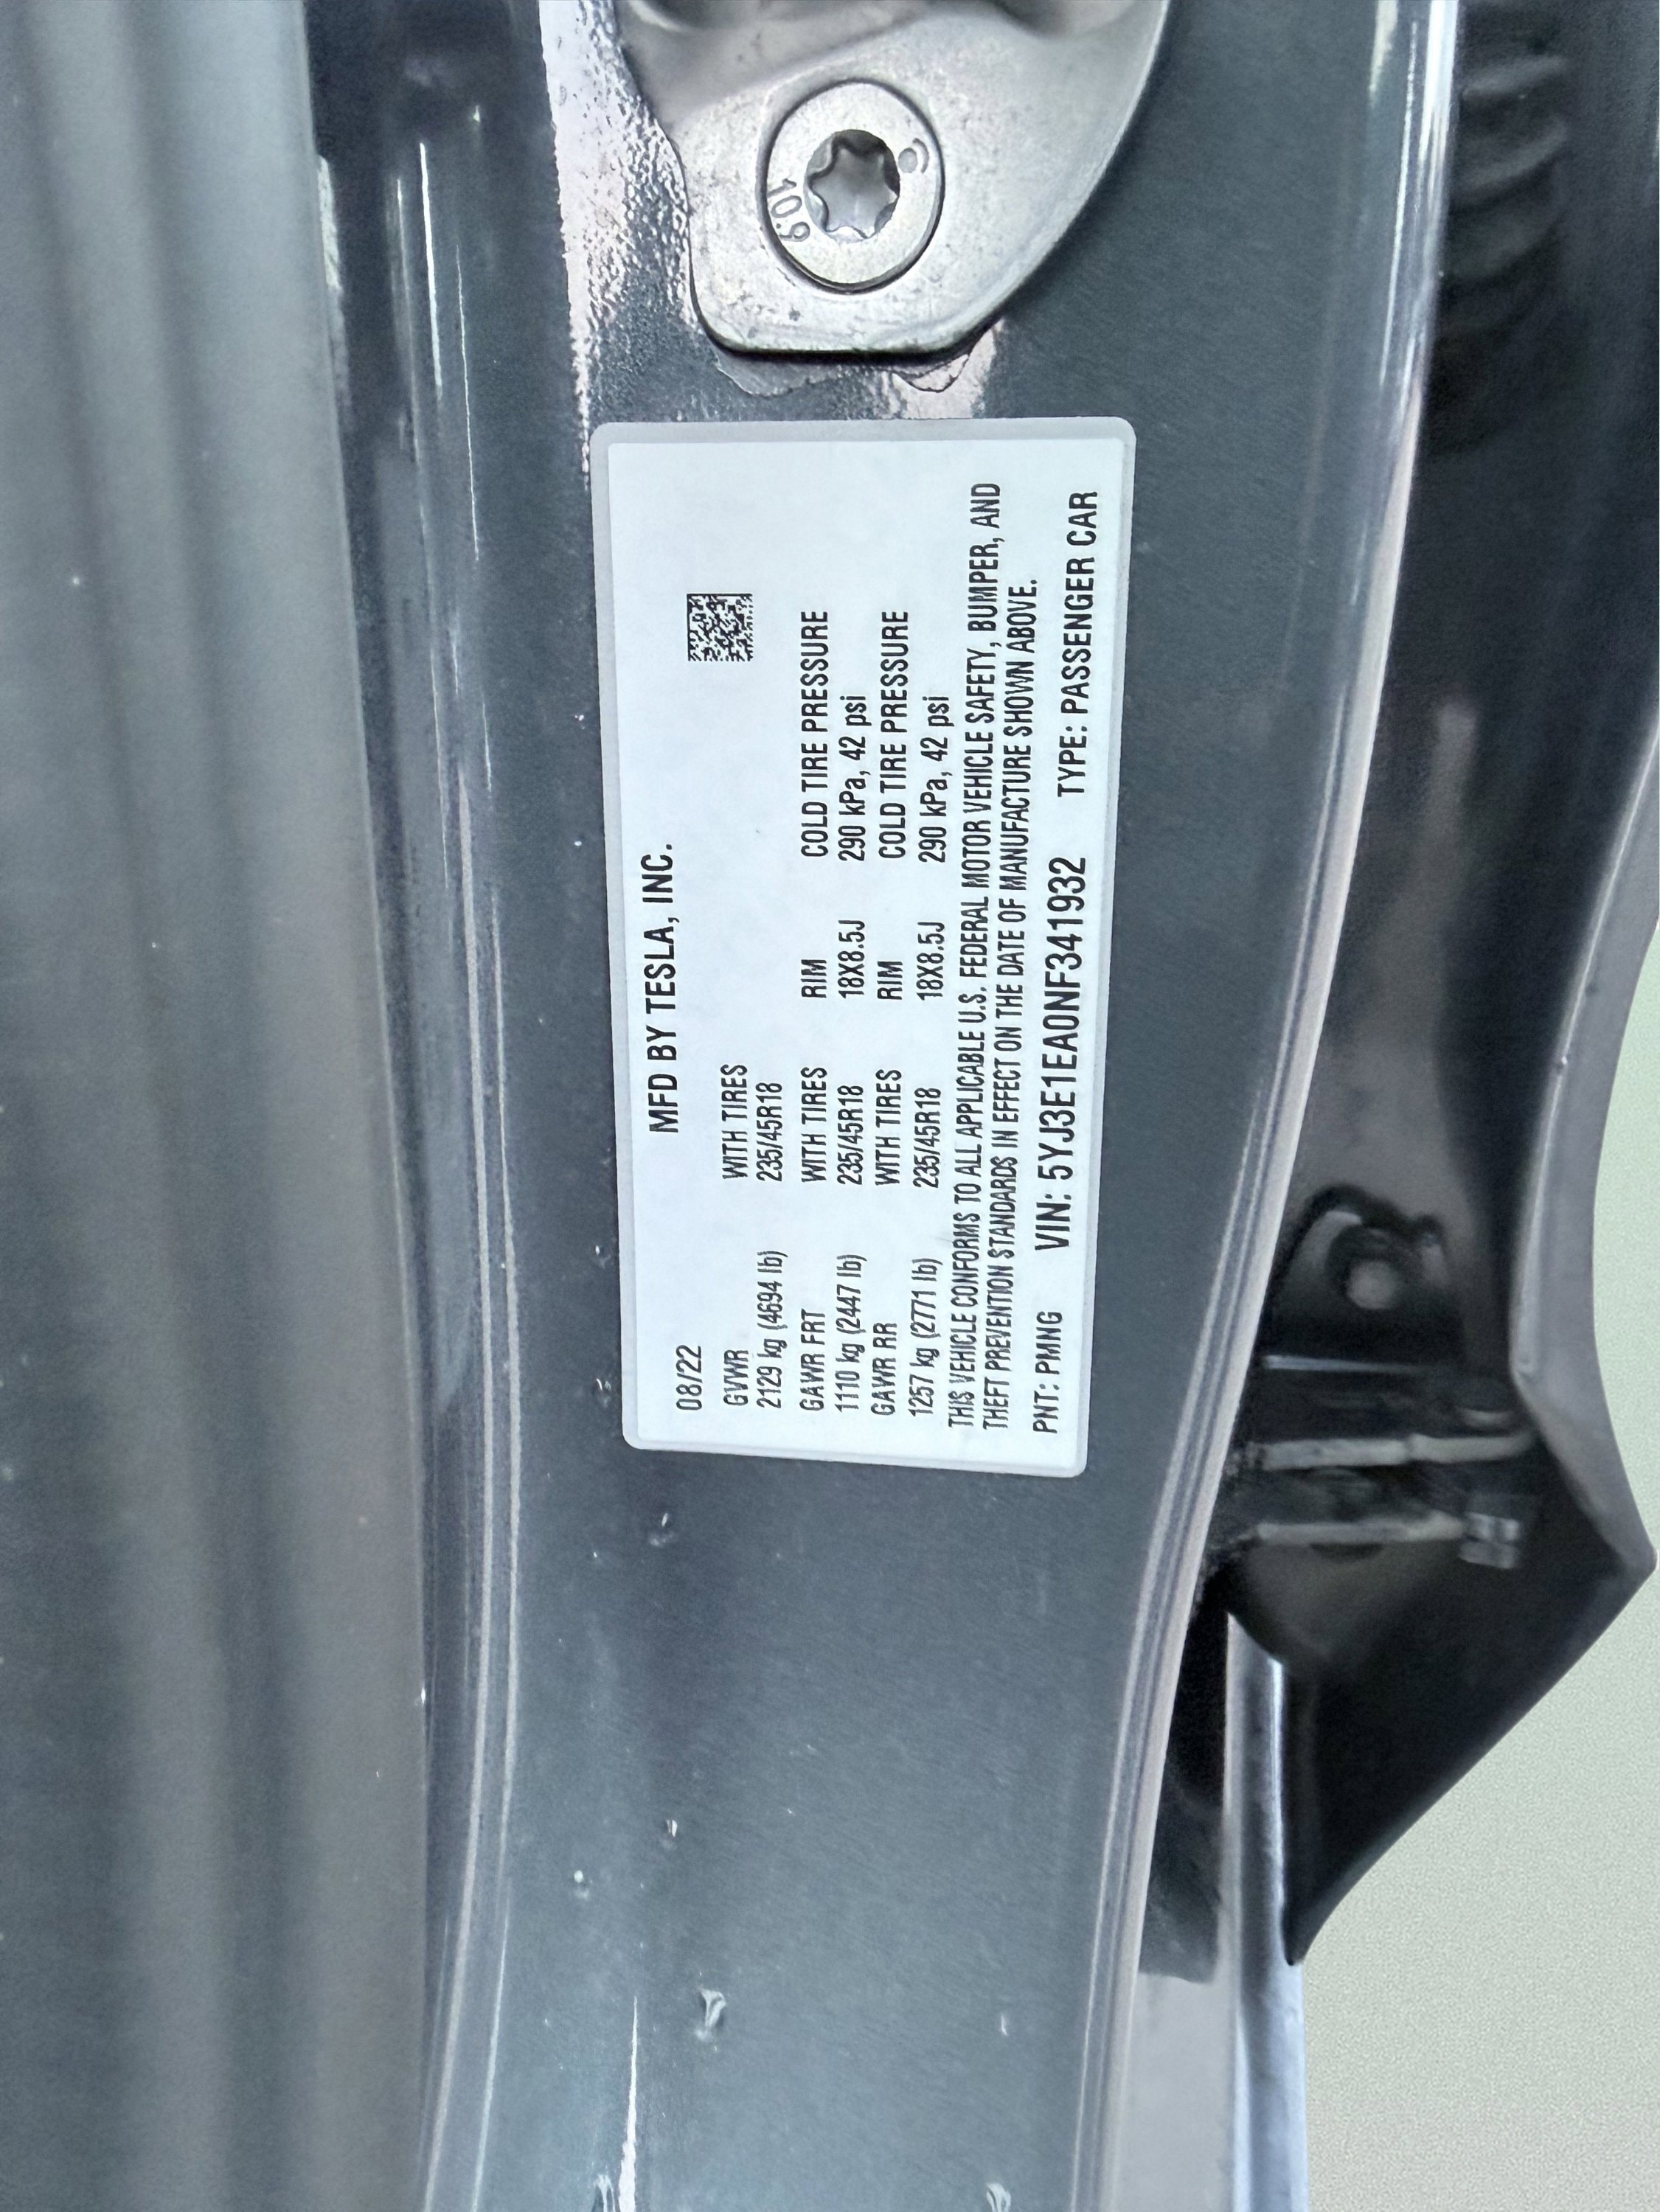 10.9
MFD BY TESLA, INC.
08/22
GVWR WITH TIRES
2129 kg (4694 lb) 235/45R18
GAWR FRT WITH TIRES RIM COLD TIRE PRESSURE
1110 kg (2447 lb) 235/45R18 18X8.5J 290 kPa, 42 psi
GAWR RR WITH TIRES RIM COLD TIRE PRESSURE
1257 kg (2771 lb) 235/45R18 18X8.5J 290 kPa, 42 psi
THIS VEHICLE CONFORMS TO ALL APPLICABLE U.S. FEDERAL MOTOR VEHICLE SAFETY, BUMPER, AND
THEFT PREVENTION STANDARDS IN EFFECT ON THE DATE OF MANUFACTURE SHOWN ABOVE.
PNT: PMNG VIN: 5YJ3E1EA0NF341932 TYPE: PASSENGER CAR